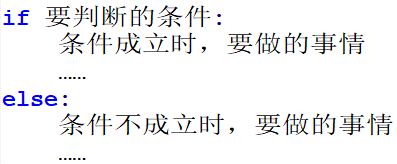 if 要判断的条件:
条件成立时，要做的事情
……
else:
条件不成立时，要做的事情
……